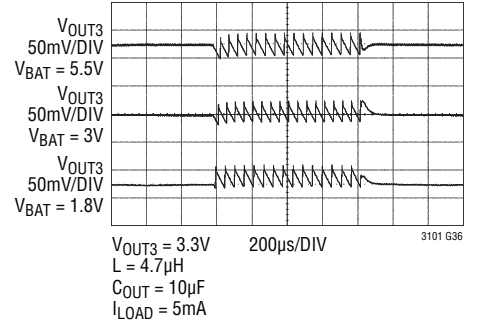 VOUT3
50mV/DIV
VBAT = 5.5V
VOUT3
50mV/DIV
VBAT = 3V
VOUT3
50mV/DIV
VBAT = 1.8V
3101 G36
VOUT3 = 3.3V 200µs/DIV
L = 4.7µH
COUT = 10µF
ILOAD = 5mA